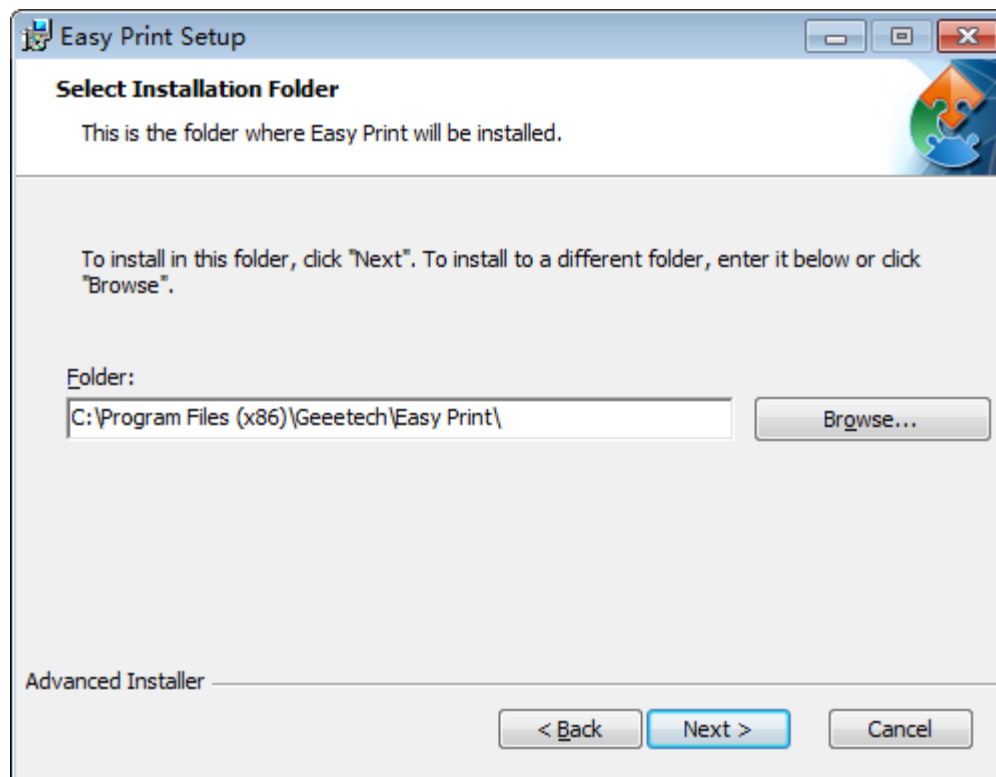 Easy Print Setup
Select Installation Folder
This is the folder where Easy Print will be installed.
To install in this folder, click "Next". To install to a different folder, enter it below or click
"Browse".
Folder:
C:\Program Files (x86)\Geeetech\Easy Print\
Browse...
Advanced Installer
< Back
Next >
Cancel